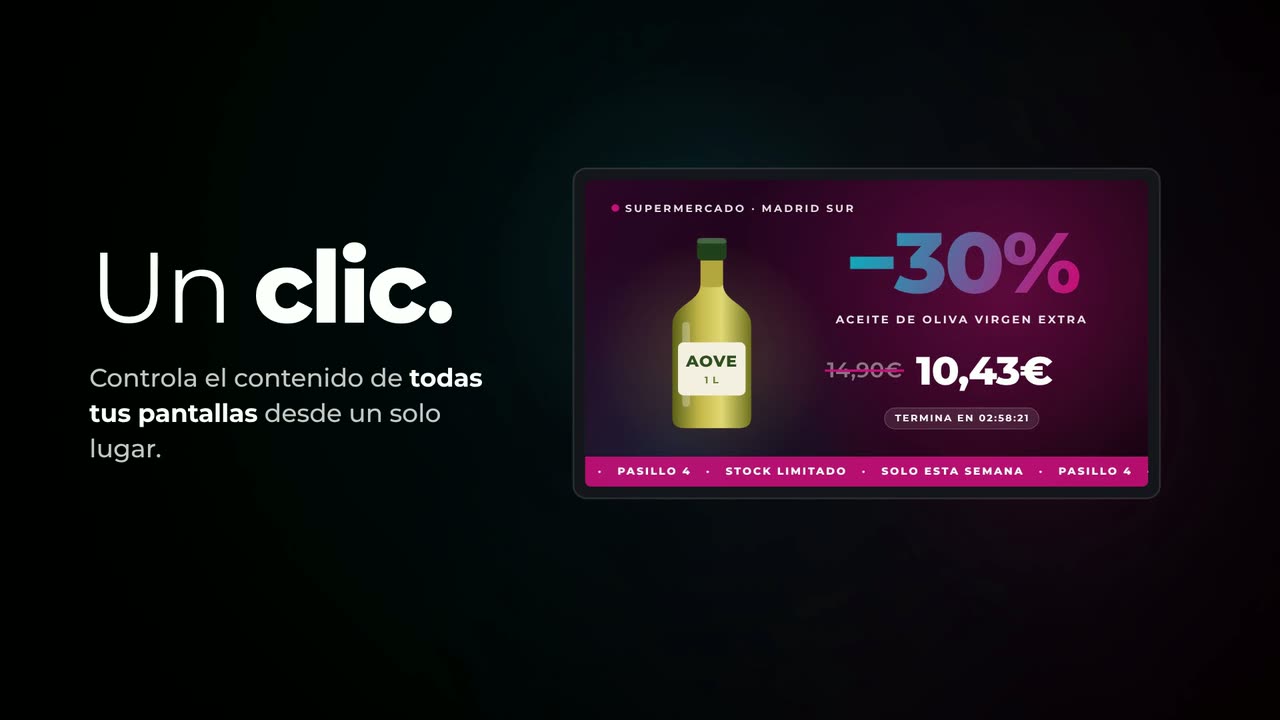 Un clic.
Controla el contenido de todas
tus pantallas desde un solo
lugar.
SUPERMERCADO · MADRID SUR
AOVE
1 L
-30%
ACEITE DE OLIVA VIRGEN EXTRA
14,90€ 10,43€
TERMINA EN 02:58:21
· PASILLO 4 · STOCK LIMITADO · SOLO ESTA SEMANA · PASILLO 4 ·